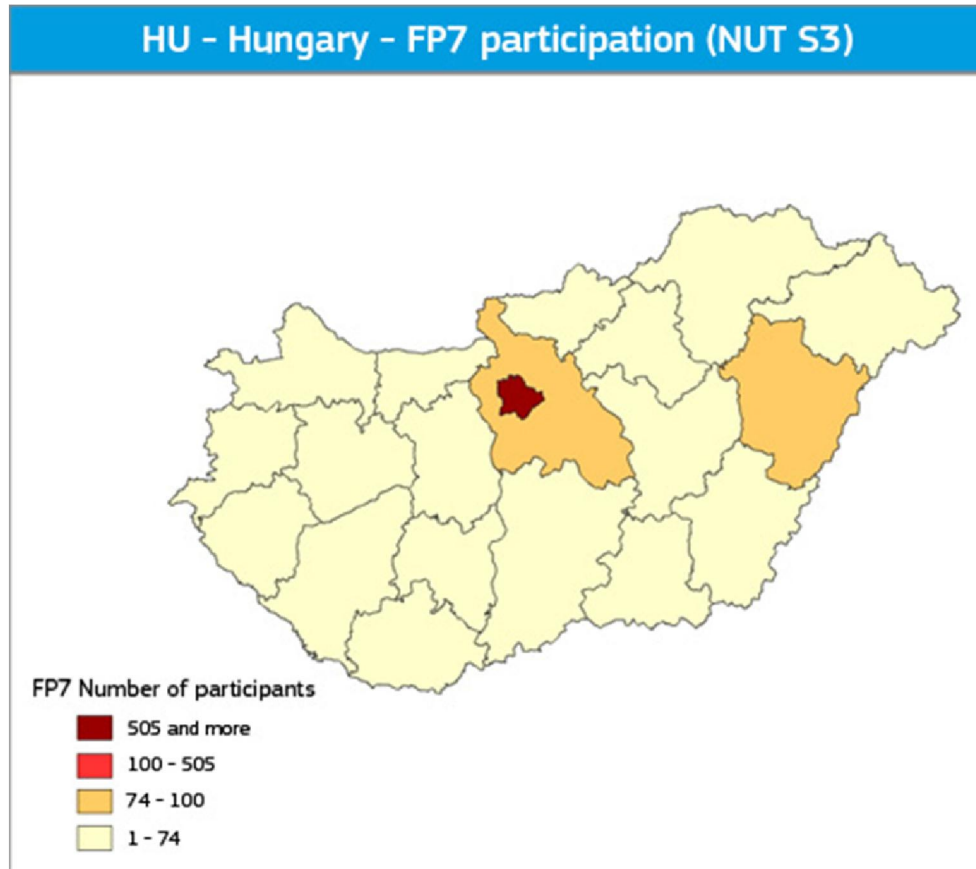 HU - Hungary - FP7 participation (NUT S3)
FP7 Number of participants
505 and more
100 - 505
74 - 100
1 - 74